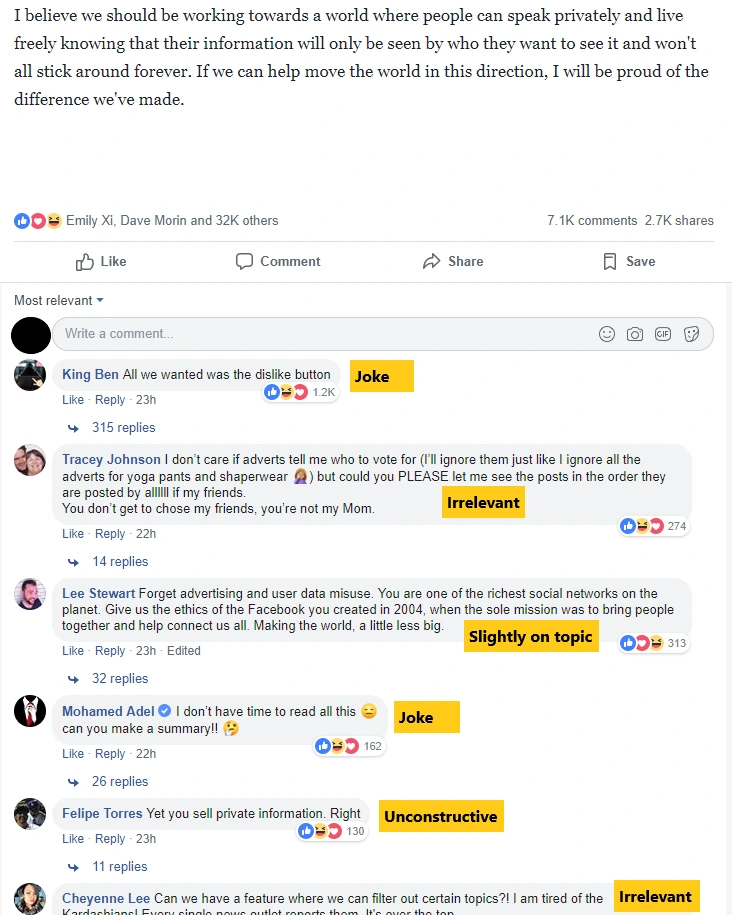 I believe we should be working towards a world where people can speak privately and live
freely knowing that their information will only be seen by who they want to see it and won't
all stick around forever. If we can help move the world in this direction, I will be proud of the
difference we've made.
Emily Xi, Dave Morin and 32K others 7.1K comments 2.7K shares
Like Comment Share Save
Most relevant
Write a comment... GIF
King Ben All we wanted was the dislike button Joke
1.2K
Like · Reply · 23h
315 replies
Tracey Johnson I don't care if adverts tell me who to vote for (I'll ignore them just like I ignore all the
adverts for yoga pants and shaperwear 🤦🏼‍♀️) but could you PLEASE let me see the posts in the order they
are posted by allllll if my friends.
You don't get to chose my friends, you're not my Mom. Irrelevant
274
Like · Reply · 22h
14 replies
Lee Stewart Forget advertising and user data misuse. You are one of the richest social networks on the
planet. Give us the ethics of the Facebook you created in 2004, when the sole mission was to bring people
together and help connect us all. Making the world, a little less big. Slightly on topic
313
Like · Reply · 23h · Edited
32 replies
Mohamed Adel I don't have time to read all this 😑 Joke
can you make a summary!! 🤔
162
Like · Reply · 22h
26 replies
Felipe Torres Yet you sell private information. Right Unconstructive
130
Like · Reply · 23h
11 replies
Cheyenne Lee Can we have a feature where we can filter out certain topics?! I am tired of the Irrelevant
Kardashians! Every single news outlet reports them. It's over the top